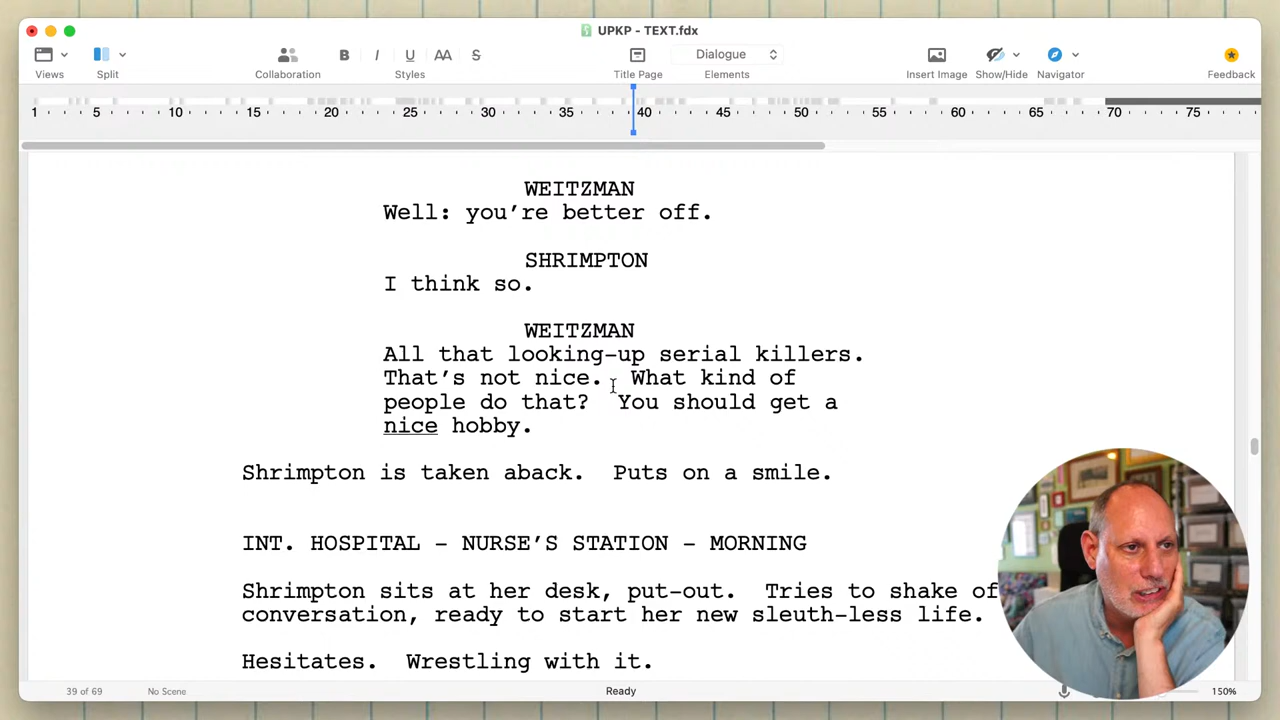 UPKP - TEXT.fdx
Views Split Collaboration B I U AA S Styles Title Page Dialogue Elements Insert Image Show/Hide Navigator Feedback
1 5 10 15 20 25 30 35 40 45 50 55 60 65 70 75
WEITZMAN
Well: you’re better off.
SHRIMPTON
I think so.
WEITZMAN
All that looking-up serial killers.
That’s not nice. What kind of
people do that? You should get a
nice hobby.
Shrimpton is taken aback. Puts on a smile.
INT. HOSPITAL - NURSE’S STATION - MORNING
Shrimpton sits at her desk, put-out. Tries to shake of
conversation, ready to start her new sleuth-less life.
Hesitates. Wrestling with it.
39 of 69 No Scene Ready 150%